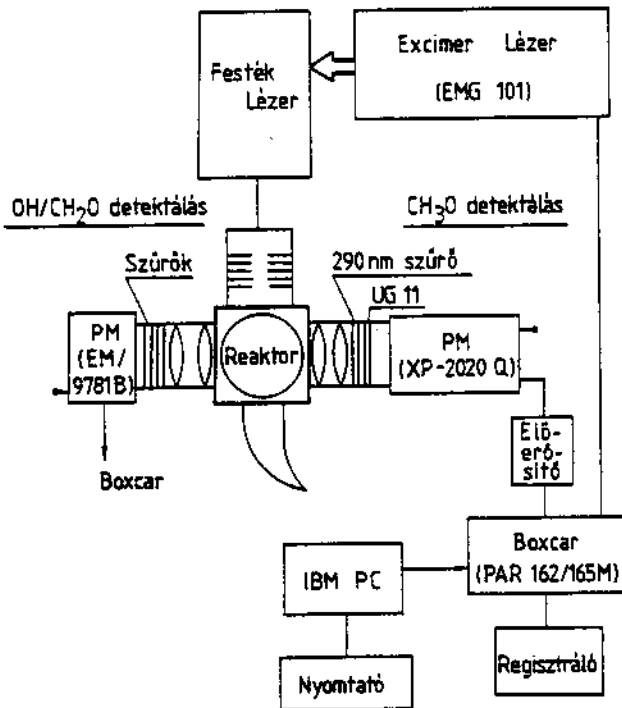 Festék
Lézer
Excimer Lézer
(EMG 101)
OH/CH₂O detektálás
CH₃O detektálás
Szűrők
290 nm szűrő
UG 11
PM
(EM/
9781B)
Reaktor
PM
(XP-2020 Q)
Boxcar
Elő-
erő-
sítő
Boxcar
(PAR 162/165M)
IBM PC
Nyomtató
Regisztráló